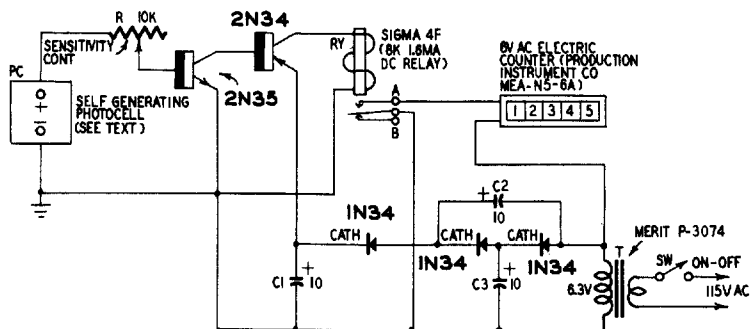 R 10K
SENSITIVITY
CONT
2N34
2N35
PC
+
–
SELF GENERATING
PHOTOCELL
(SEE TEXT)
RY
SIGMA 4F
(8K 1.6MA
DC RELAY)
A
B
6V AC ELECTRIC
COUNTER (PRODUCTION
INSTRUMENT CO
MEA-N5-6A)
1 2 3 4 5
C1
+
10
CATH
1N34
+
C2
10
CATH
1N34
C3
+
10
CATH
1N34
T
MERIT P-3074
6.3V
SW
ON-OFF
115V AC